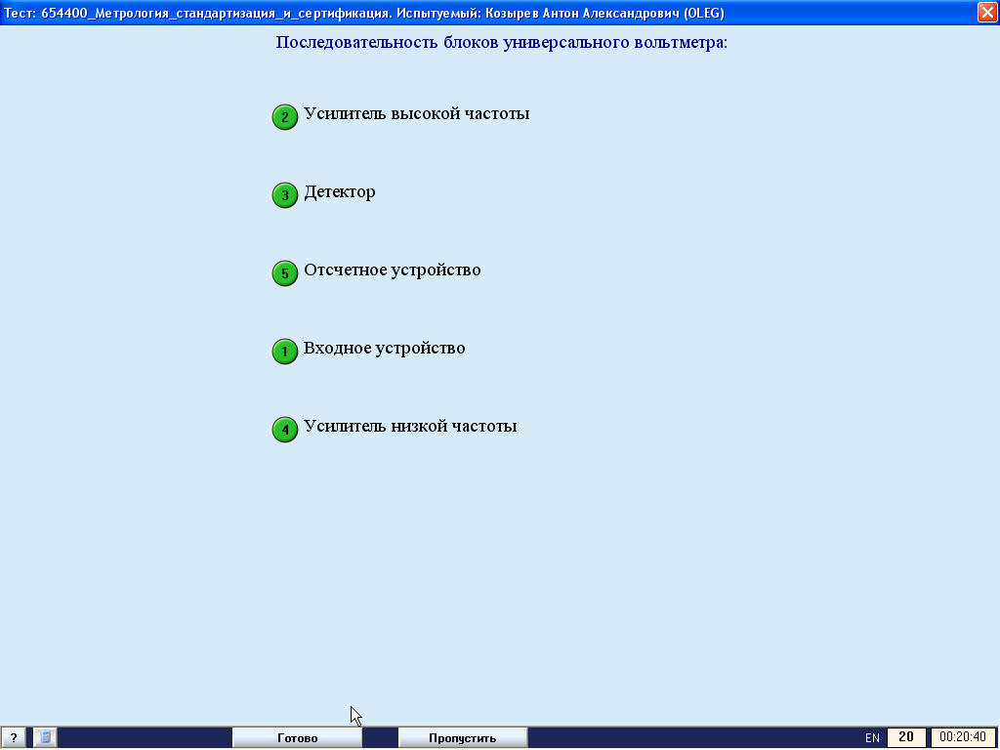 Тест: 654400_Метрология_стандартизация_и_сертификация. Испытуемый: Козырев Антон Александрович (OLEG)
Последовательность блоков универсального вольтметра:
2 Усилитель высокой частоты
3 Детектор
5 Отсчетное устройство
1 Входное устройство
4 Усилитель низкой частоты
? Готово Пропустить EN 20 00:20:40